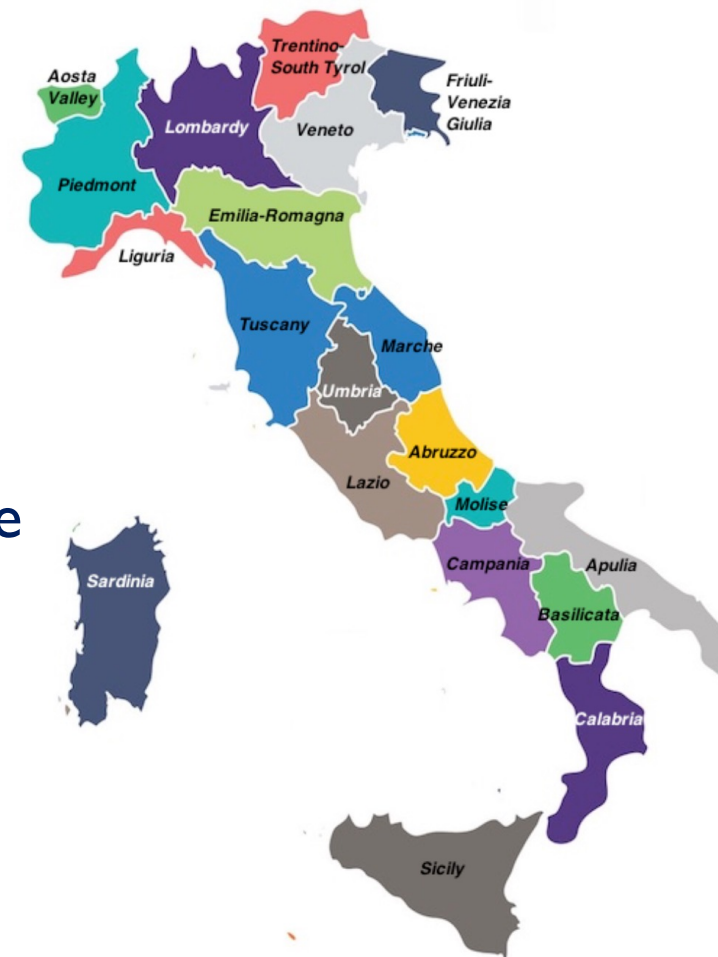 Trentino-
South Tyrol
Aosta
Valley
Friuli-
Venezia
Giulia
Lombardy
Veneto
Piedmont
Emilia-Romagna
Liguria
Tuscany
Marche
Umbria
Abruzzo
Lazio
Molise
e
Campania
Apulia
Sardinia
Basilicata
Calabria
Sicily